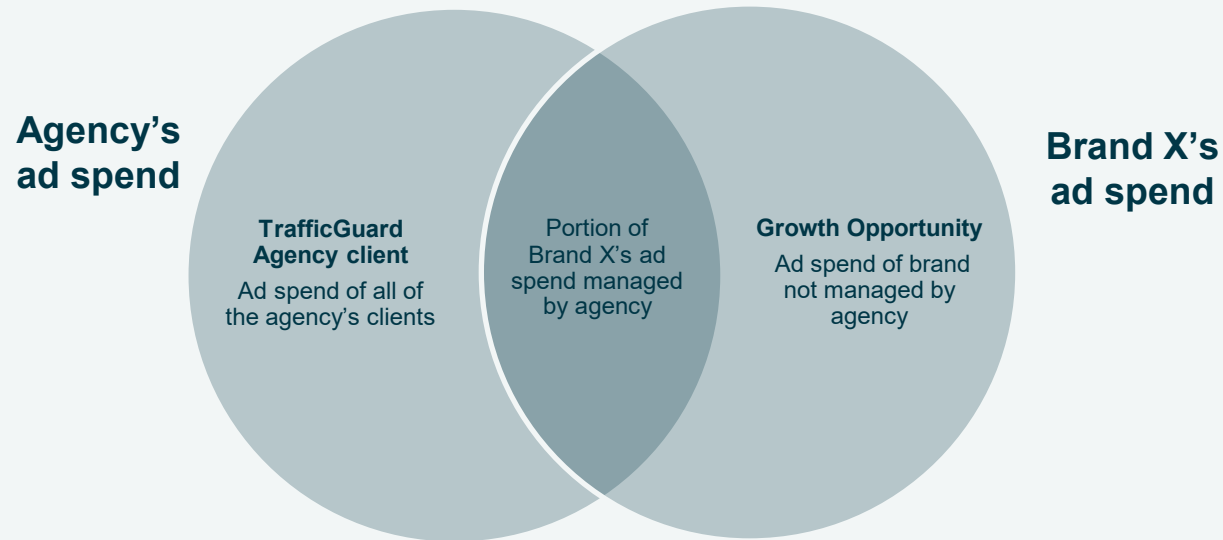 Agency’s
ad spend
TrafficGuard
Agency client
Ad spend of all of
the agency’s clients
Portion of
Brand X’s ad
spend managed
by agency
Growth Opportunity
Ad spend of brand
not managed by
agency
Brand X’s
ad spend